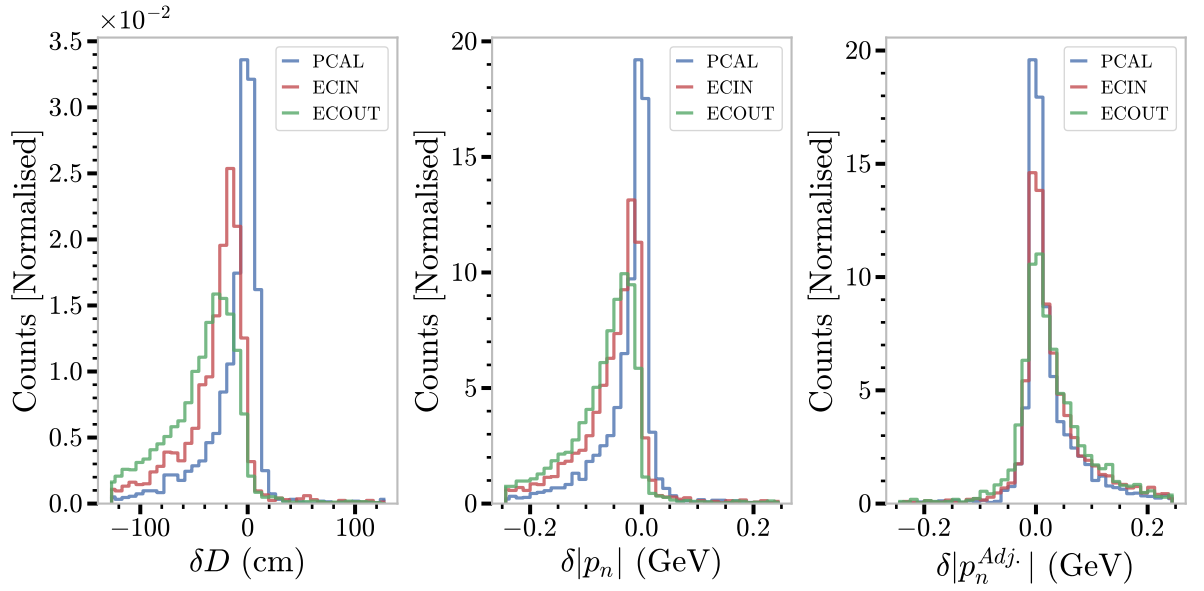 ×10⁻²
3.5
3.0
2.5
2.0
1.5
1.0
0.5
0.0
−100
0
100
Counts [Normalised]
δD (cm)
PCAL
ECIN
ECOUT
20
15
10
5
0
−0.2
0.0
0.2
Counts [Normalised]
δ|pₙ| (GeV)
PCAL
ECIN
ECOUT
20
15
10
5
0
−0.2
0.0
0.2
Counts [Normalised]
δ|pₙ^{Adj.}| (GeV)
PCAL
ECIN
ECOUT